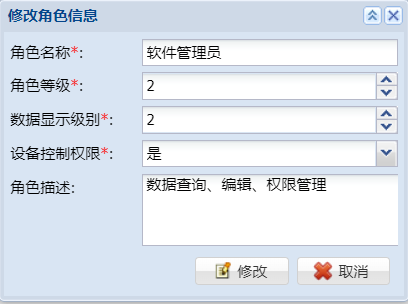 修改角色信息
角色名称*: 软件管理员
角色等级*: 2
数据显示级别*: 2
设备控制权限*: 是
角色描述: 数据查询、编辑、权限管理
修改 取消